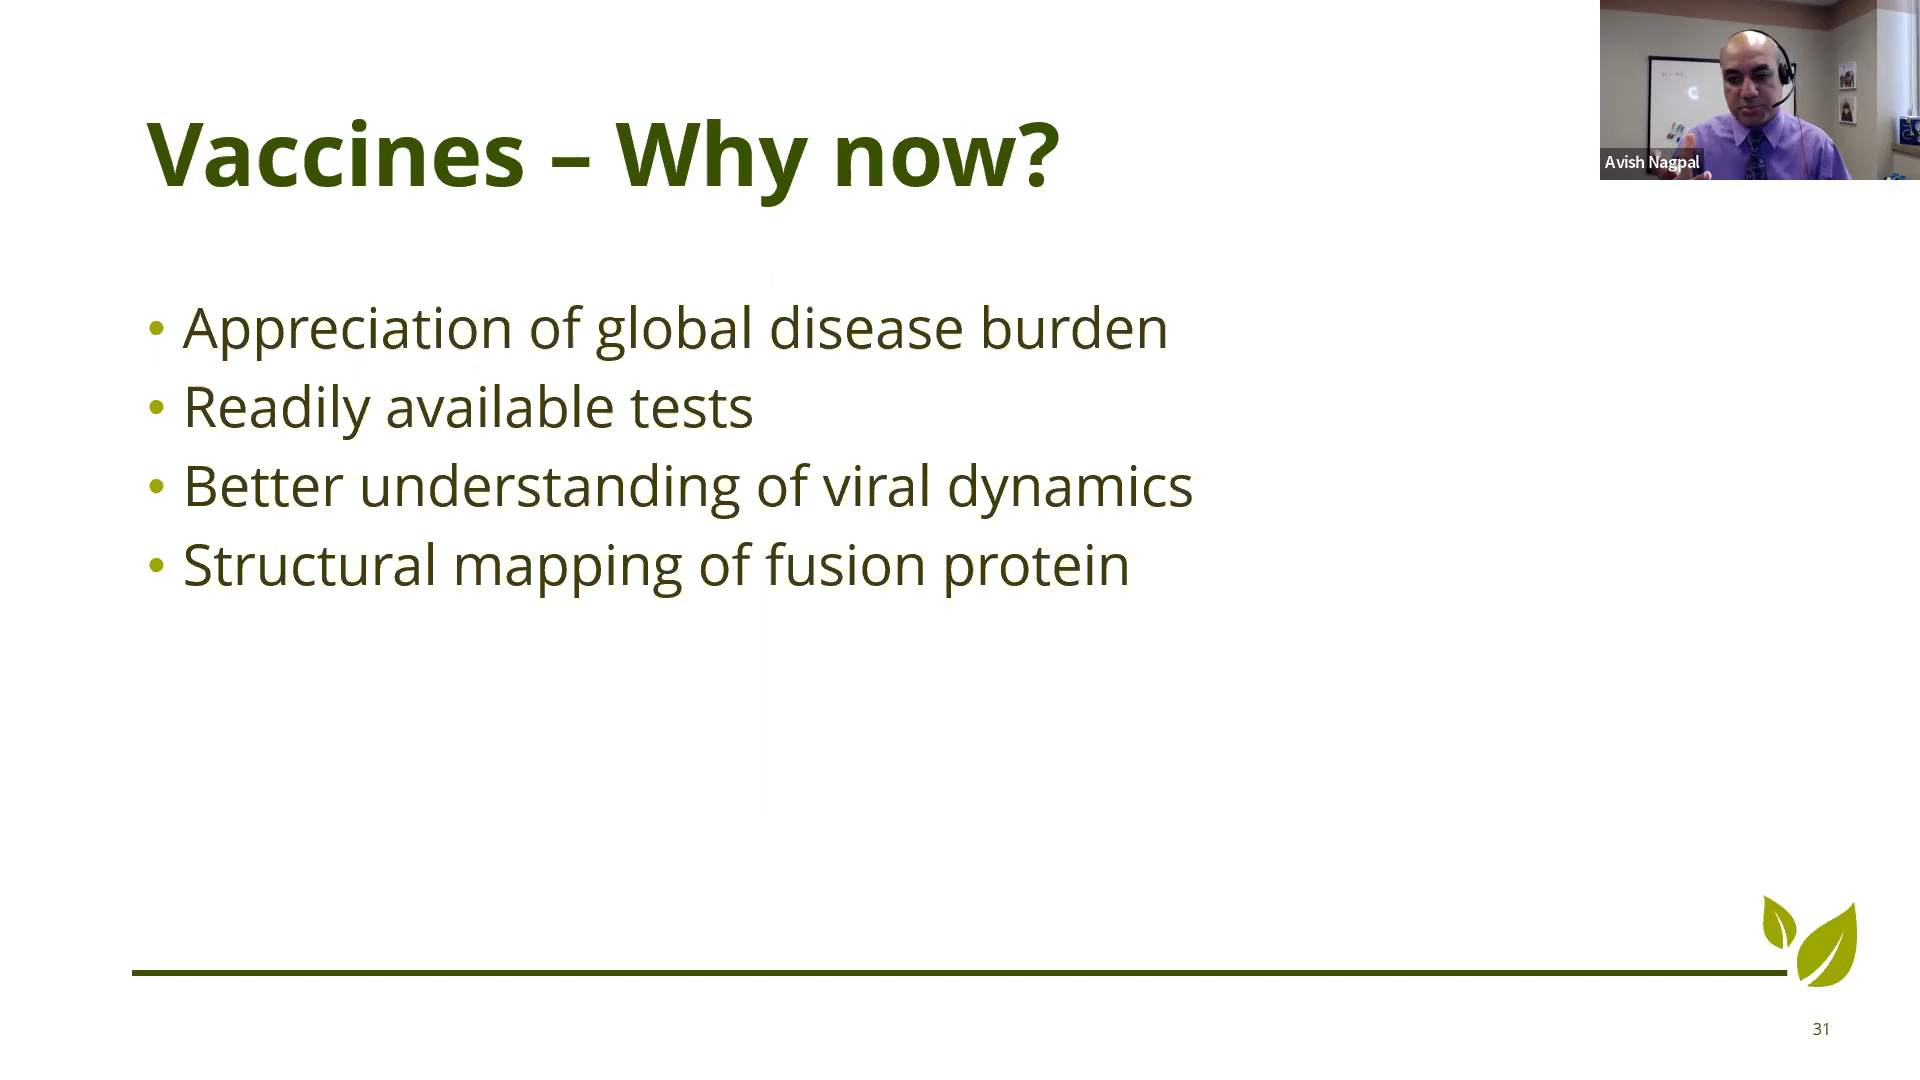 Vaccines – Why now?
• Appreciation of global disease burden
• Readily available tests
• Better understanding of viral dynamics
• Structural mapping of fusion protein
Avish Nagpal
31